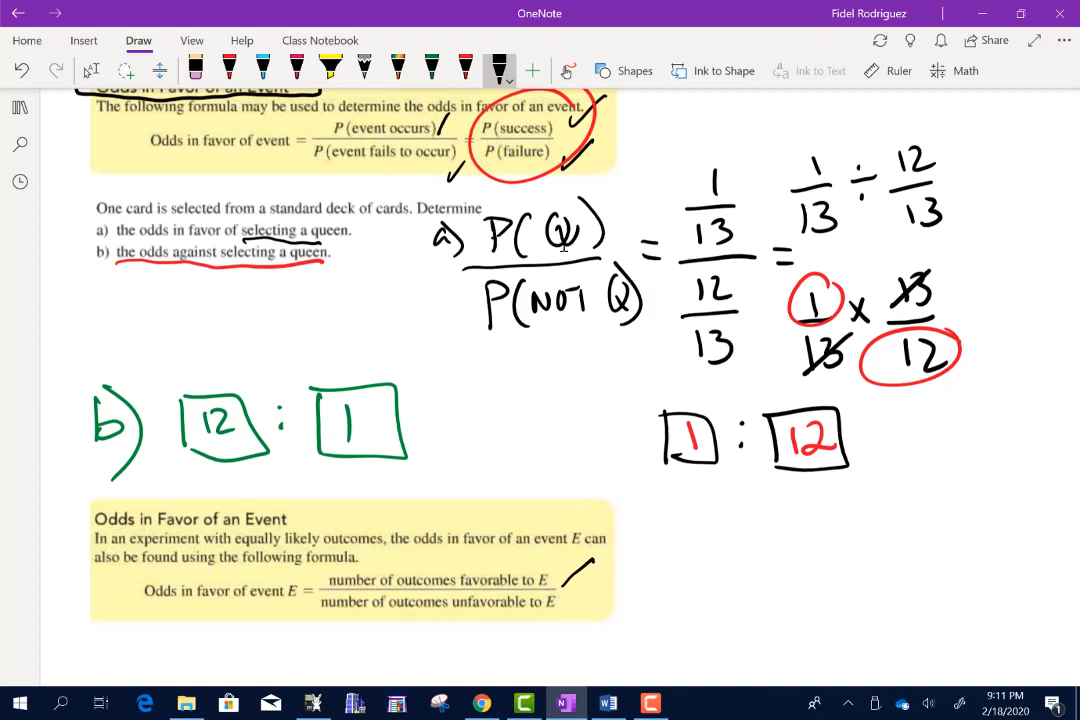 OneNote
Fidel Rodriguez
Home Insert Draw View Help Class Notebook
Share
Shapes Ink to Shape Ink to Text Ruler Math
Odds in Favor of an Event
The following formula may be used to determine the odds in favor of an event.
Odds in favor of event = P(event occurs) / P(event fails to occur) = P(success) / P(failure)
One card is selected from a standard deck of cards. Determine
a) the odds in favor of selecting a queen.
b) the odds against selecting a queen.
a) P(Q) / P(NOT Q) = 1/13 / 12/13 = 1/13 ÷ 12/13
1/13 x 13/12
1 : 12
b) 12 : 1
Odds in Favor of an Event
In an experiment with equally likely outcomes, the odds in favor of an event E can
also be found using the following formula.
Odds in favor of event E = number of outcomes favorable to E / number of outcomes unfavorable to E
9:11 PM
2/18/2020
1